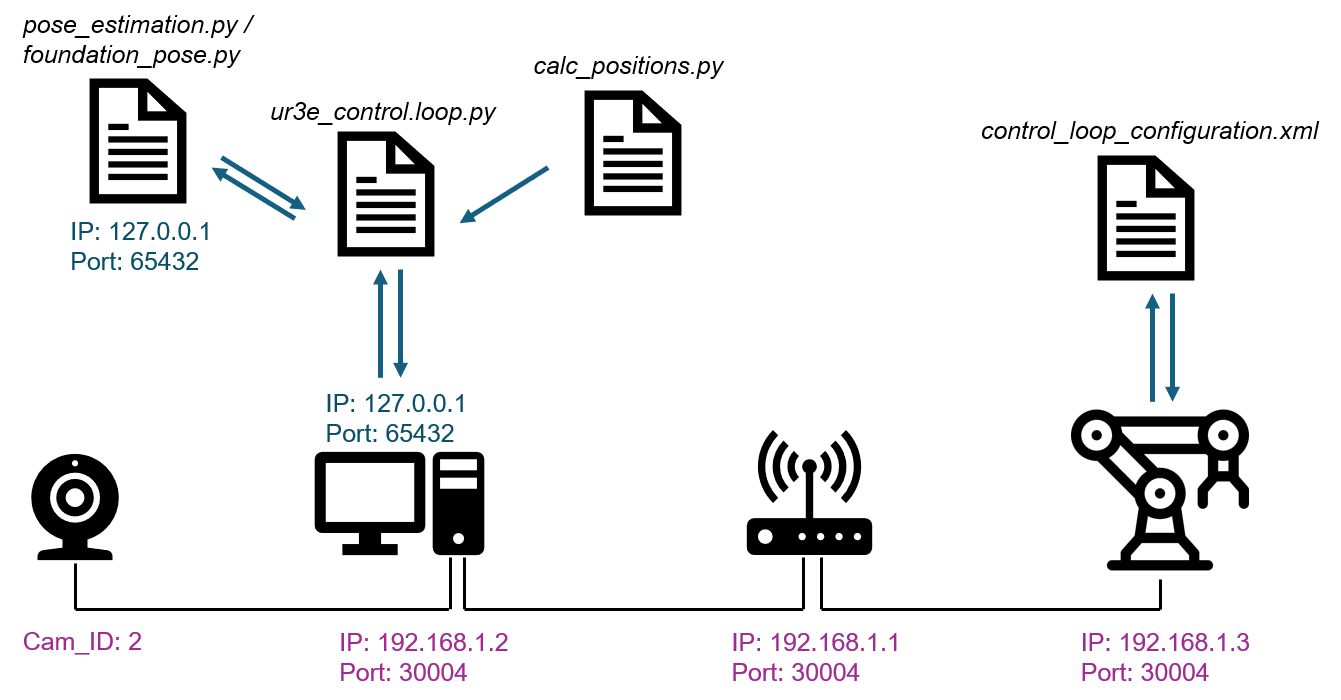 pose_estimation.py /
foundation_pose.py
calc_positions.py
ur3e_control.loop.py
control_loop_configuration.xml
IP: 127.0.0.1
Port: 65432
IP: 127.0.0.1
Port: 65432
Cam_ID: 2
IP: 192.168.1.2
Port: 30004
IP: 192.168.1.1
Port: 30004
IP: 192.168.1.3
Port: 30004